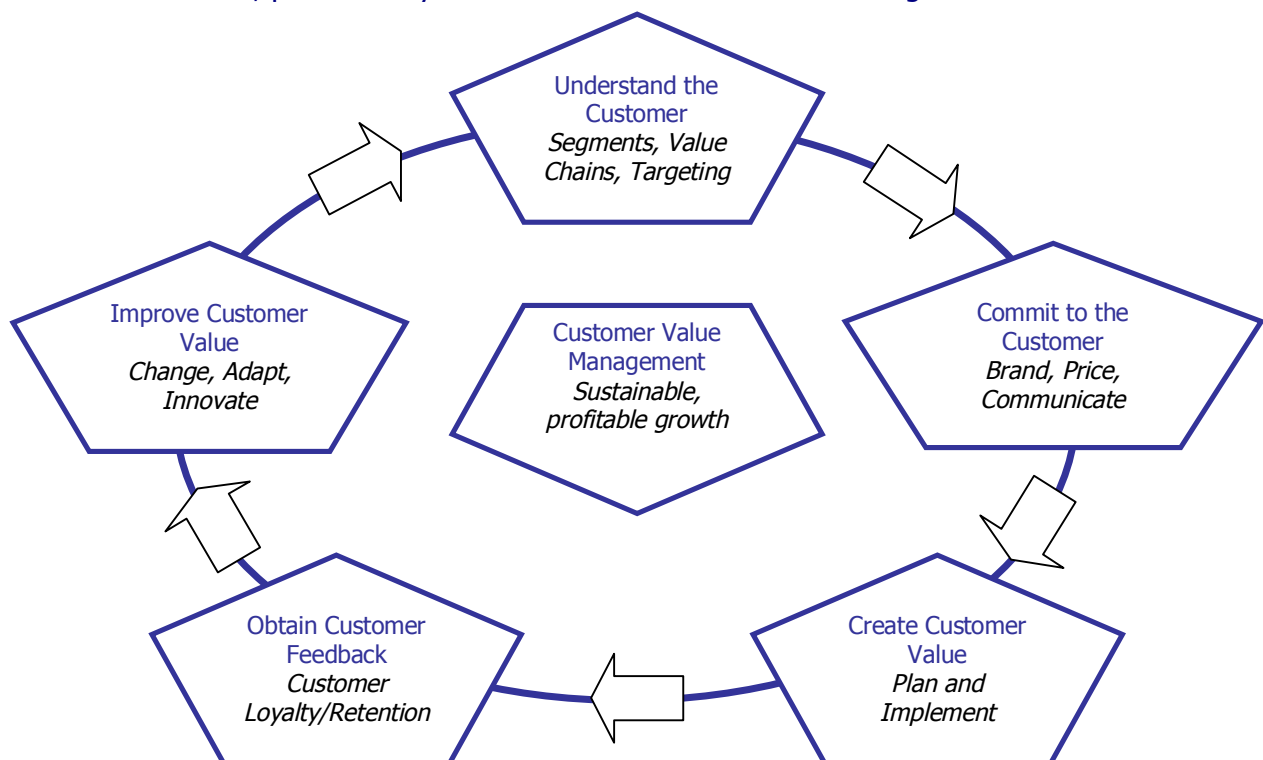 Understand the
Customer
Segments, Value
Chains, Targeting
Improve Customer
Value
Change, Adapt,
Innovate
Customer Value
Management
Sustainable,
profitable growth
Commit to the
Customer
Brand, Price,
Communicate
Obtain Customer
Feedback
Customer
Loyalty/Retention
Create Customer
Value
Plan and
Implement